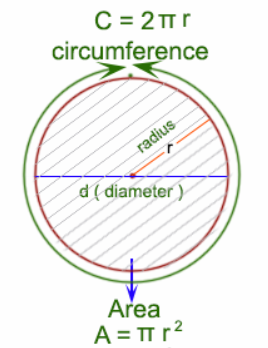 C = 2π r
circumference
radius
r
d ( diameter )
Area
A = π r²